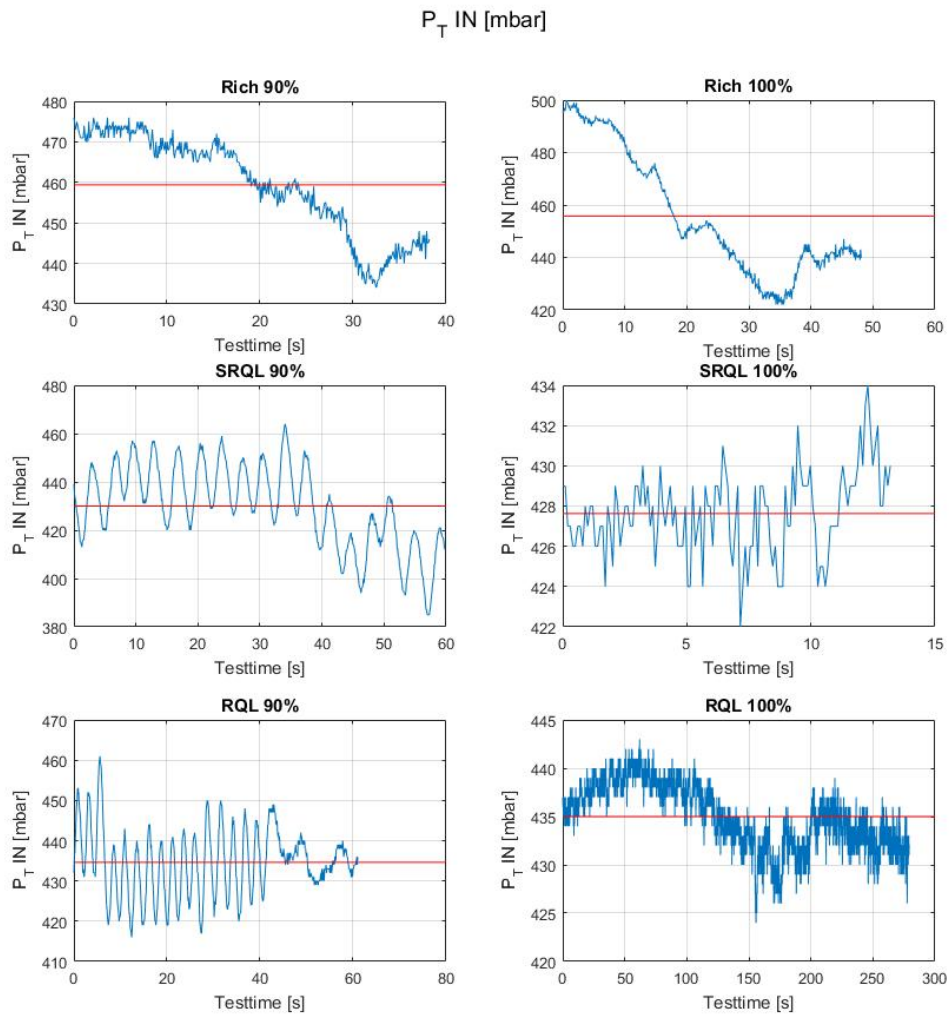 P_T IN [mbar]
Rich 90%
480
470
460
450
440
430
P_T IN [mbar]
0 10 20 30 40
Testtime [s]
Rich 100%
500
480
460
440
420
P_T IN [mbar]
0 10 20 30 40 50 60
Testtime [s]
SRQL 90%
480
460
440
420
400
380
P_T IN [mbar]
0 10 20 30 40 50 60
Testtime [s]
SRQL 100%
434
432
430
428
426
424
422
P_T IN [mbar]
0 5 10 15
Testtime [s]
RQL 90%
470
460
450
440
430
420
410
P_T IN [mbar]
0 20 40 60 80
Testtime [s]
RQL 100%
445
440
435
430
425
420
P_T IN [mbar]
0 50 100 150 200 250 300
Testtime [s]